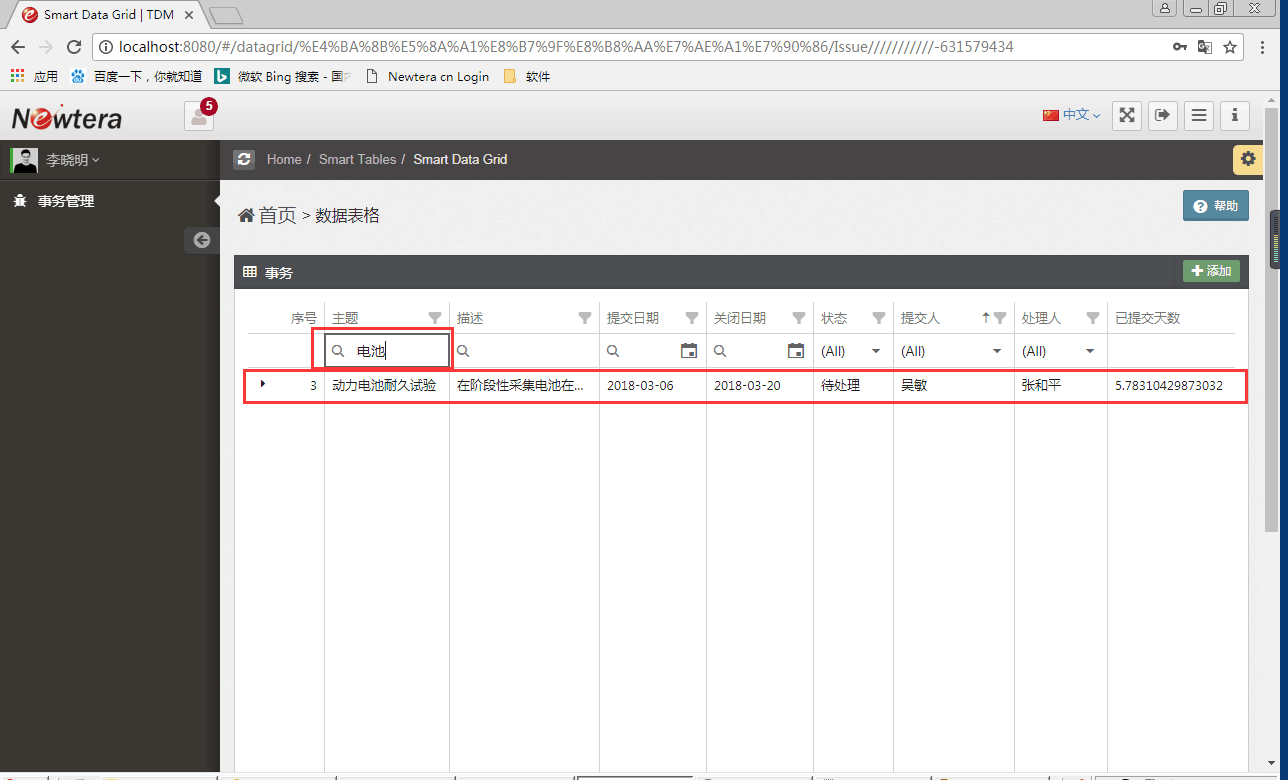 Smart Data Grid | TDM
localhost:8080/#/datagrid/%E4%BA%8B%E5%8A%A1%E8%B7%9F%E8%B8%AA%E7%AE%A1%E7%90%86/Issue///////////-631579434
应用 百度一下，你就知道 微软 Bing 搜索 - 国 Newtera cn Login 软件
Newtera 5 中文
李晓明 Home / Smart Tables / Smart Data Grid
事务管理
首页 > 数据表格 帮助
事务 添加
序号 主题 描述 提交日期 关闭日期 状态 提交人 处理人 已提交天数
电池 (All) (All) (All)
3 动力电池耐久试验 在阶段性采集电池在... 2018-03-06 2018-03-20 待处理 吴敏 张和平 5.78310429873032